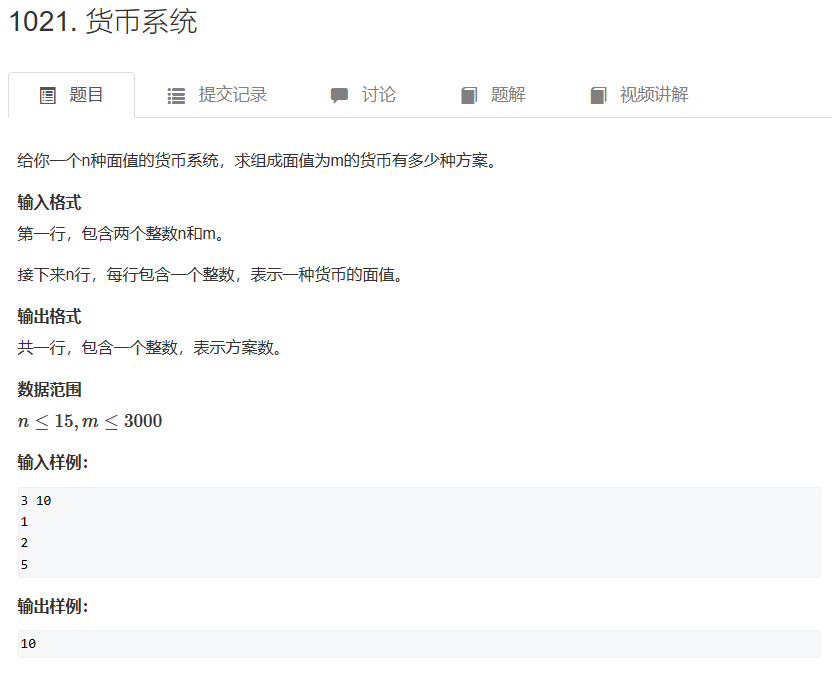 1021. 货币系统
题目 提交记录 讨论 题解 视频讲解
给你一个n种面值的货币系统，求组成面值为m的货币有多少种方案。
输入格式
第一行，包含两个整数n和m。
接下来n行，每行包含一个整数，表示一种货币的面值。
输出格式
共一行，包含一个整数，表示方案数。
数据范围
n ≤ 15, m ≤ 3000
输入样例：
3 10
1
2
5
输出样例：
10